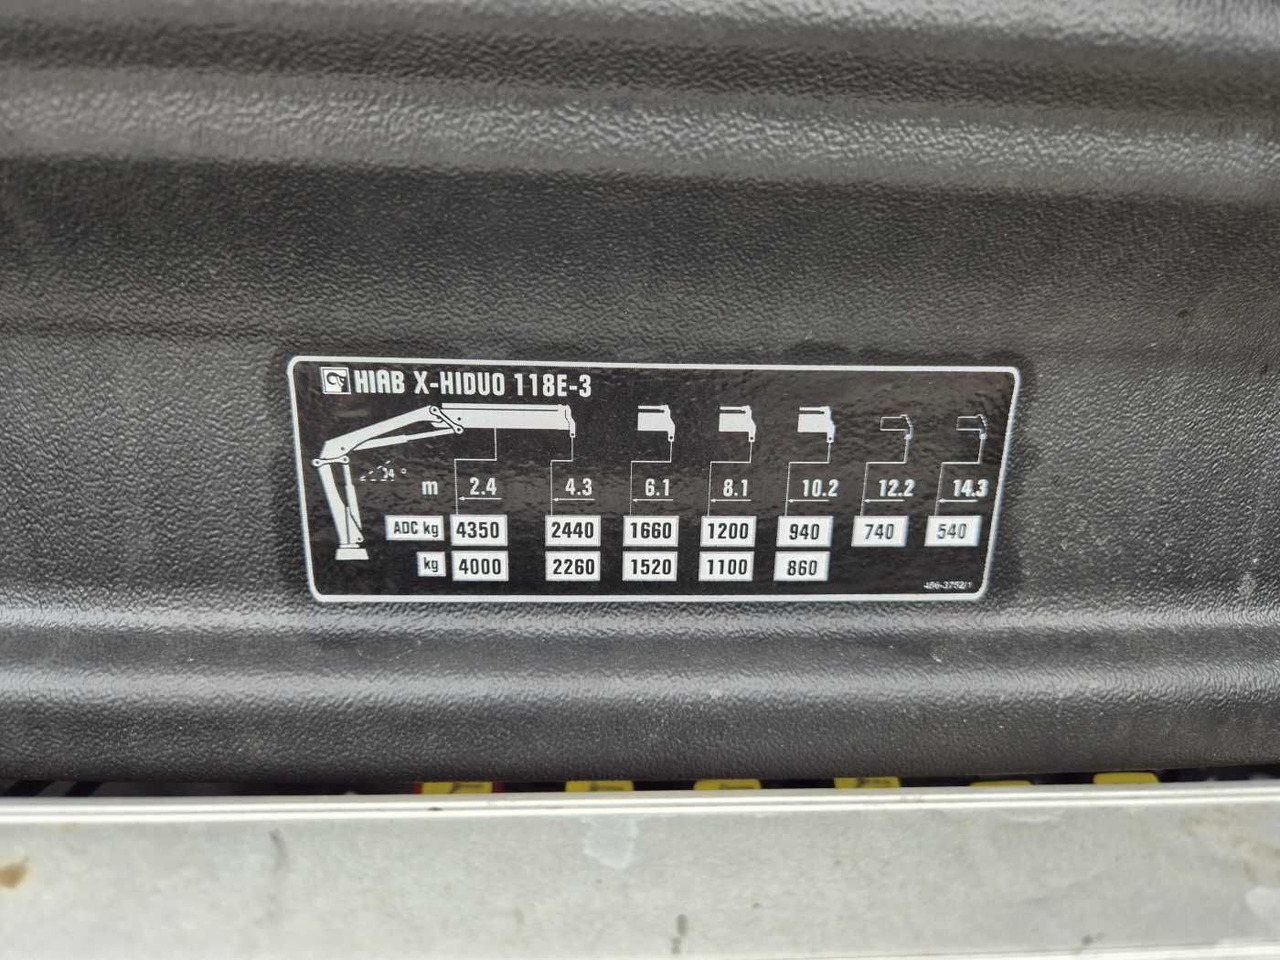 HIAB X-HIDUO 118E-3
m 2.4 4.3 6.1 8.1 10.2 12.2 14.3
ADC kg 4350 2440 1660 1200 940 740 540
kg 4000 2260 1520 1100 860